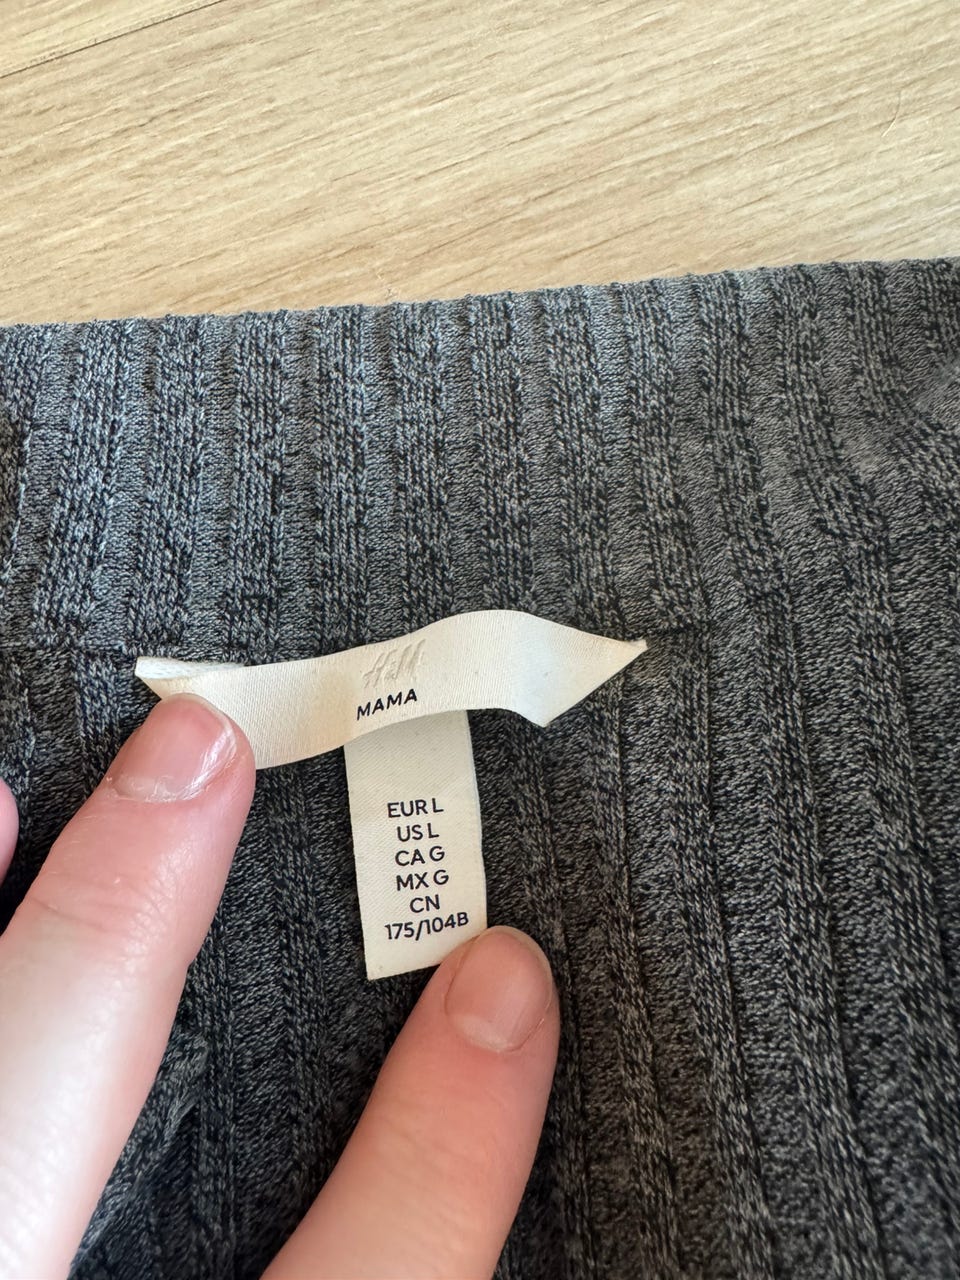 H&M
MAMA
EUR L
US L
CA G
MX G
CN
175/104B